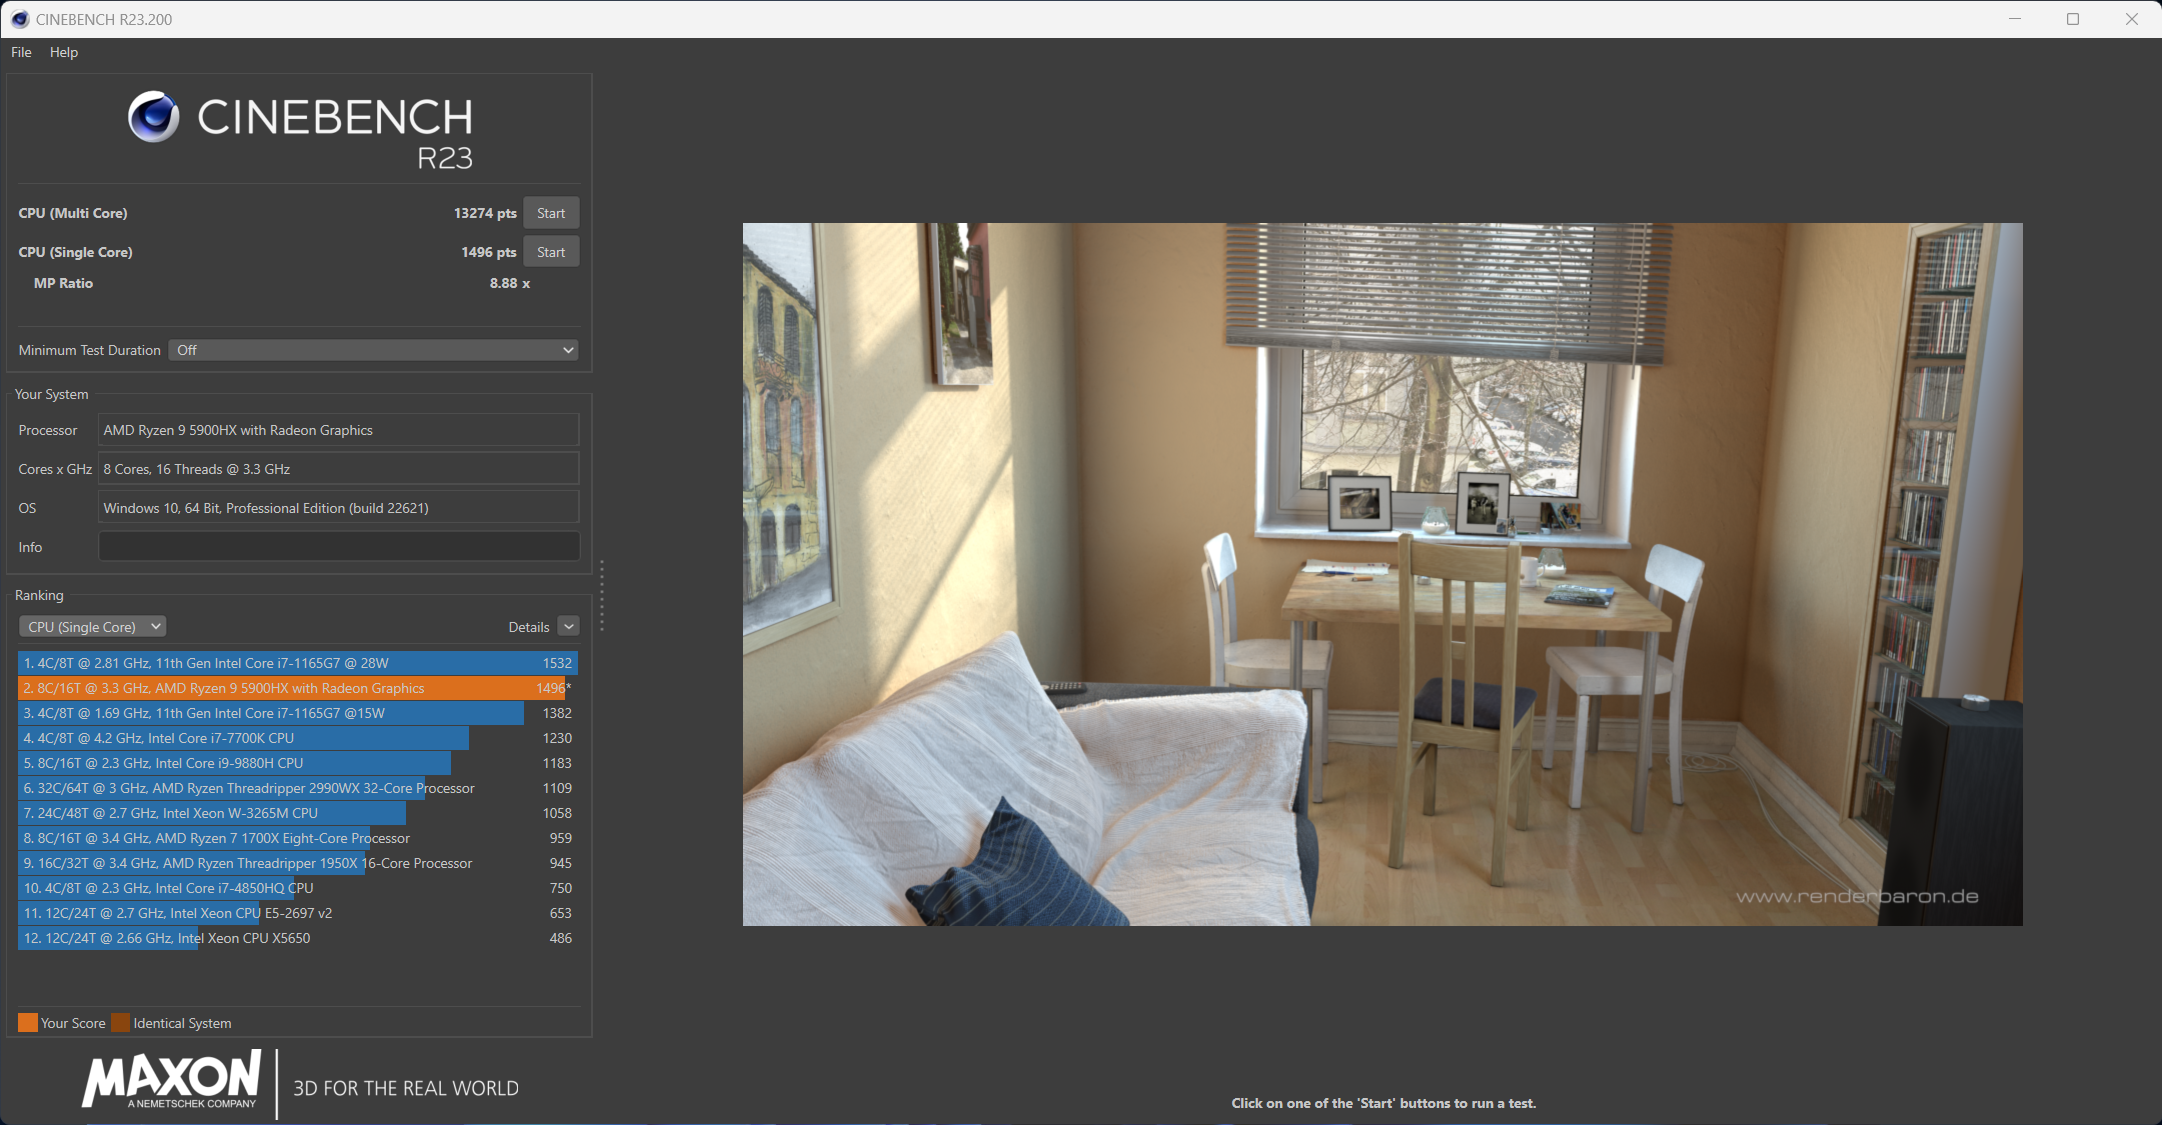 CINEBENCH R23.200
File Help
CINEBENCH
R23
CPU (Multi Core) 13274 pts Start
CPU (Single Core) 1496 pts Start
MP Ratio 8.88 x
Minimum Test Duration Off
Your System
Processor AMD Ryzen 9 5900HX with Radeon Graphics
Cores x GHz 8 Cores, 16 Threads @ 3.3 GHz
OS Windows 10, 64 Bit, Professional Edition (build 22621)
Info
Ranking
CPU (Single Core) Details
1. 4C/8T @ 2.81 GHz, 11th Gen Intel Core i7-1165G7 @ 28W 1532
2. 8C/16T @ 3.3 GHz, AMD Ryzen 9 5900HX with Radeon Graphics 1496*
3. 4C/8T @ 1.69 GHz, 11th Gen Intel Core i7-1165G7 @15W 1382
4. 4C/8T @ 4.2 GHz, Intel Core i7-7700K CPU 1230
5. 8C/16T @ 2.3 GHz, Intel Core i9-9880H CPU 1183
6. 32C/64T @ 3 GHz, AMD Ryzen Threadripper 2990WX 32-Core Processor 1109
7. 24C/48T @ 2.7 GHz, Intel Xeon W-3265M CPU 1058
8. 8C/16T @ 3.4 GHz, AMD Ryzen 7 1700X Eight-Core Processor 959
9. 16C/32T @ 3.4 GHz, AMD Ryzen Threadripper 1950X 16-Core Processor 945
10. 4C/8T @ 2.3 GHz, Intel Core i7-4850HQ CPU 750
11. 12C/24T @ 2.7 GHz, Intel Xeon CPU E5-2697 v2 653
12. 12C/24T @ 2.66 GHz, Intel Xeon CPU X5650 486
Your Score Identical System
MAXON
A NEMETSCHEK COMPANY
3D FOR THE REAL WORLD
www.renderbaron.de
Click on one of the 'Start' buttons to run a test.